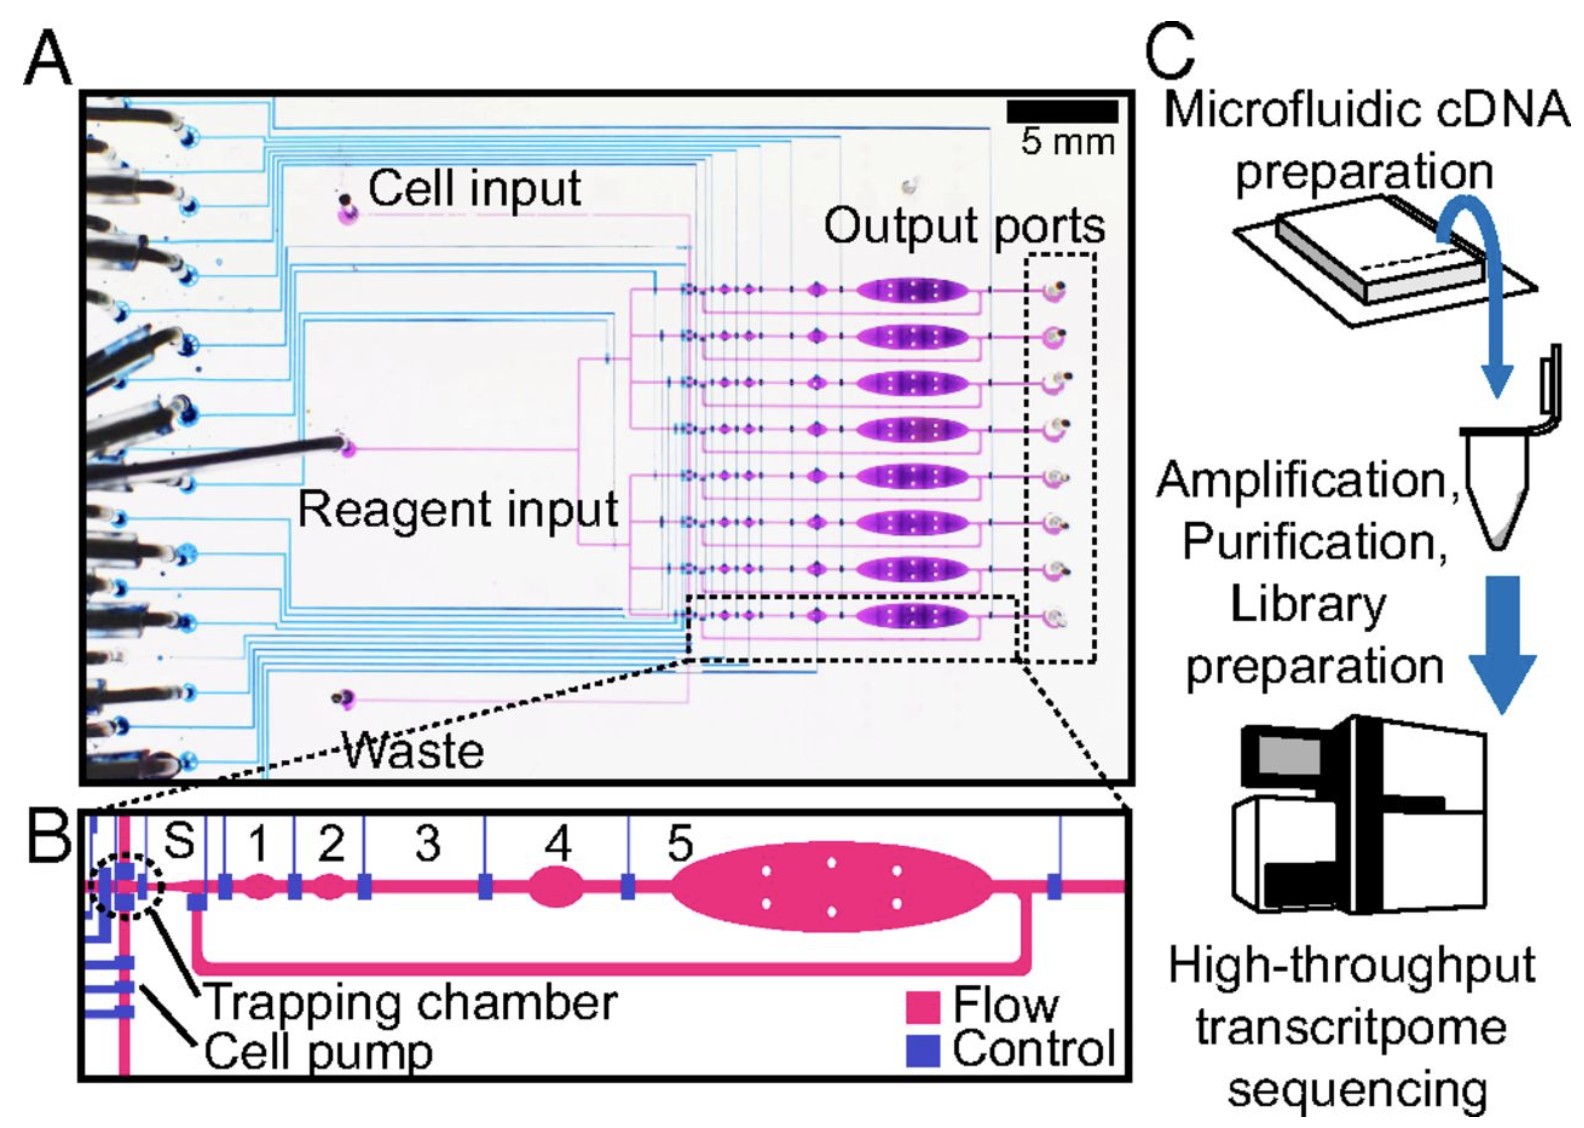 A
5 mm
Cell input
Output ports
Reagent input
Waste
B
S 1 2 3 4 5
Trapping chamber
Cell pump
Flow
Control
C
Microfluidic cDNA
preparation
Amplification,
Purification,
Library
preparation
High-throughput
transcritpome
sequencing